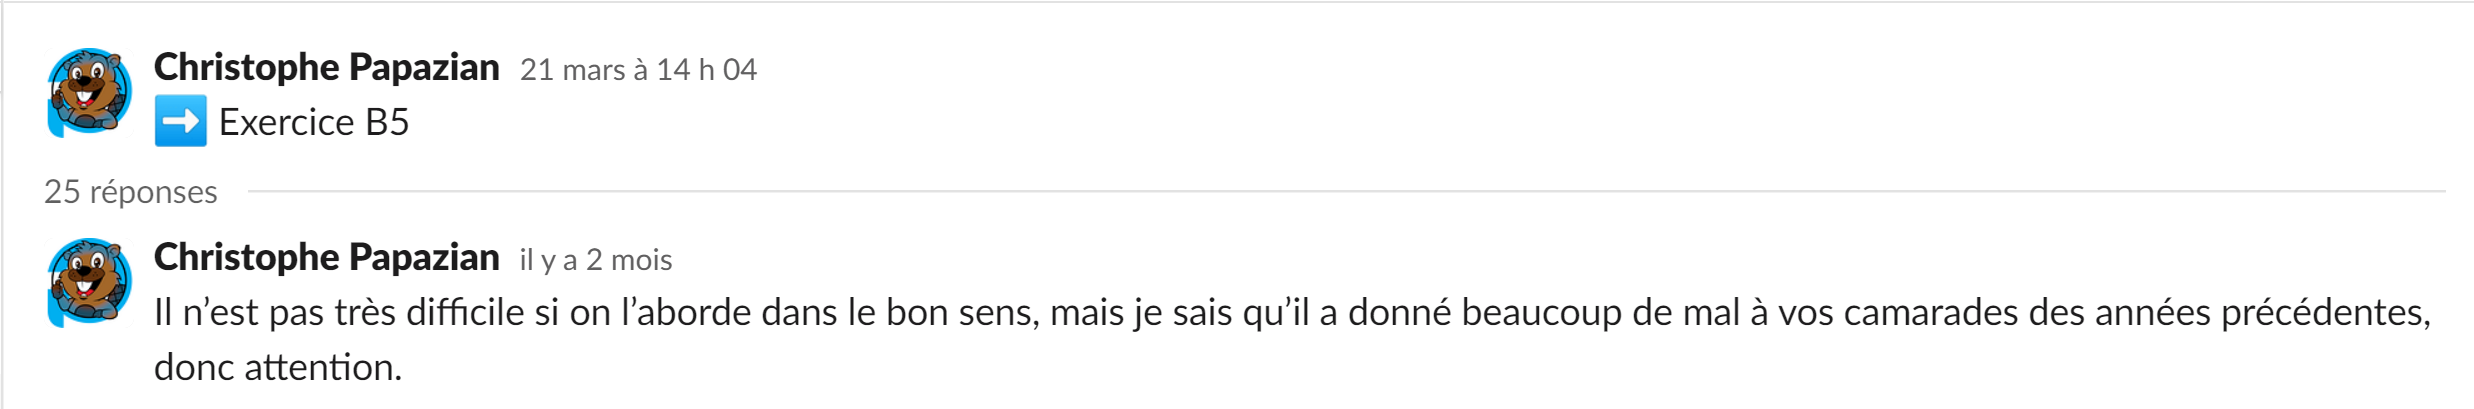 Christophe Papazian 21 mars à 14 h 04
➡️ Exercice B5
25 réponses
Christophe Papazian il y a 2 mois
Il n’est pas très difficile si on l’aborde dans le bon sens, mais je sais qu’il a donné beaucoup de mal à vos camarades des années précédentes,
donc attention.